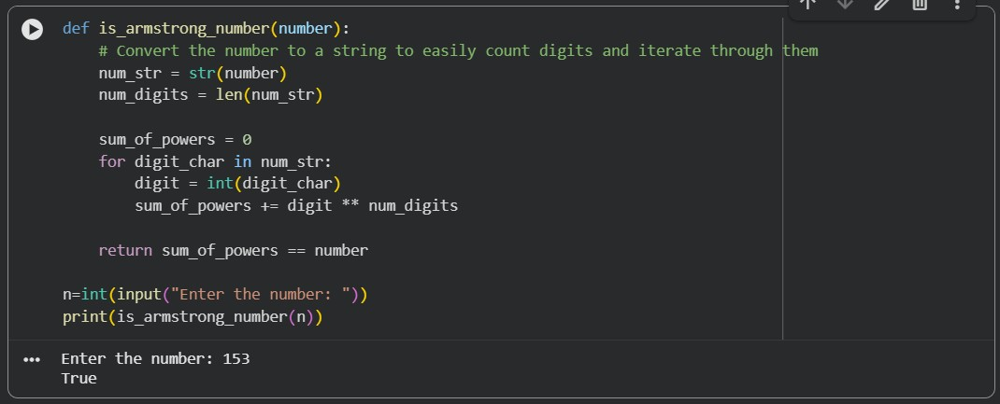 def is_armstrong_number(number):
    # Convert the number to a string to easily count digits and iterate through them
    num_str = str(number)
    num_digits = len(num_str)

    sum_of_powers = 0
    for digit_char in num_str:
        digit = int(digit_char)
        sum_of_powers += digit ** num_digits

    return sum_of_powers == number

n=int(input("Enter the number: "))
print(is_armstrong_number(n))
Enter the number: 153
True